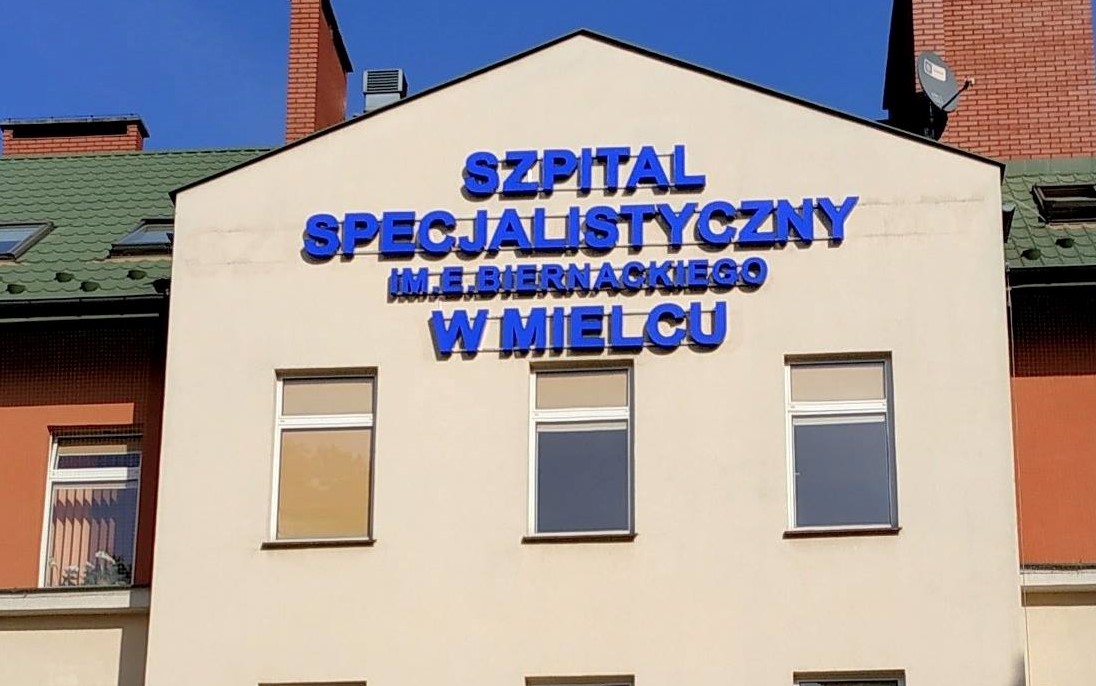 SZPITAL
SPECJALISTYCZNY
IM.E.BIERNACKIEGO
W MIELCU